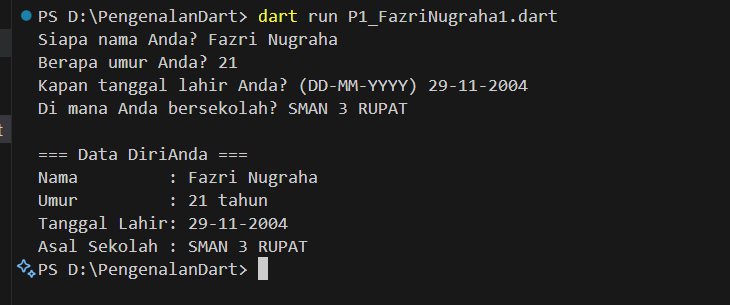 PS D:\PengenalanDart> dart run P1_FazriNugraha1.dart
Siapa nama Anda? Fazri Nugraha
Berapa umur Anda? 21
Kapan tanggal lahir Anda? (DD-MM-YYYY) 29-11-2004
Di mana Anda bersekolah? SMAN 3 RUPAT
=== Data DiriAnda ===
Nama         : Fazri Nugraha
Umur         : 21 tahun
Tanggal Lahir: 29-11-2004
Asal Sekolah : SMAN 3 RUPAT
PS D:\PengenalanDart>